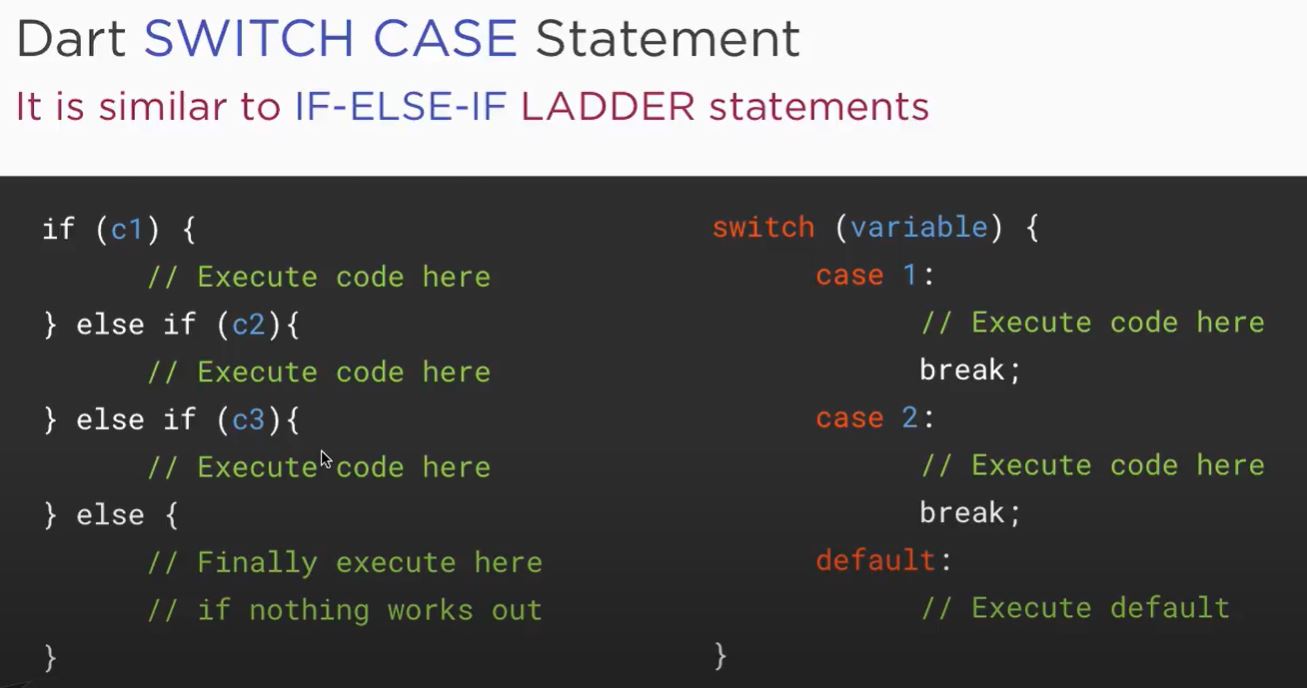 Dart SWITCH CASE Statement
It is similar to IF-ELSE-IF LADDER statements
if (c1) {
// Execute code here
} else if (c2){
// Execute code here
} else if (c3){
// Execute code here
} else {
// Finally execute here
// if nothing works out
}
switch (variable) {
case 1:
// Execute code here
break;
case 2:
// Execute code here
break;
default:
// Execute default
}